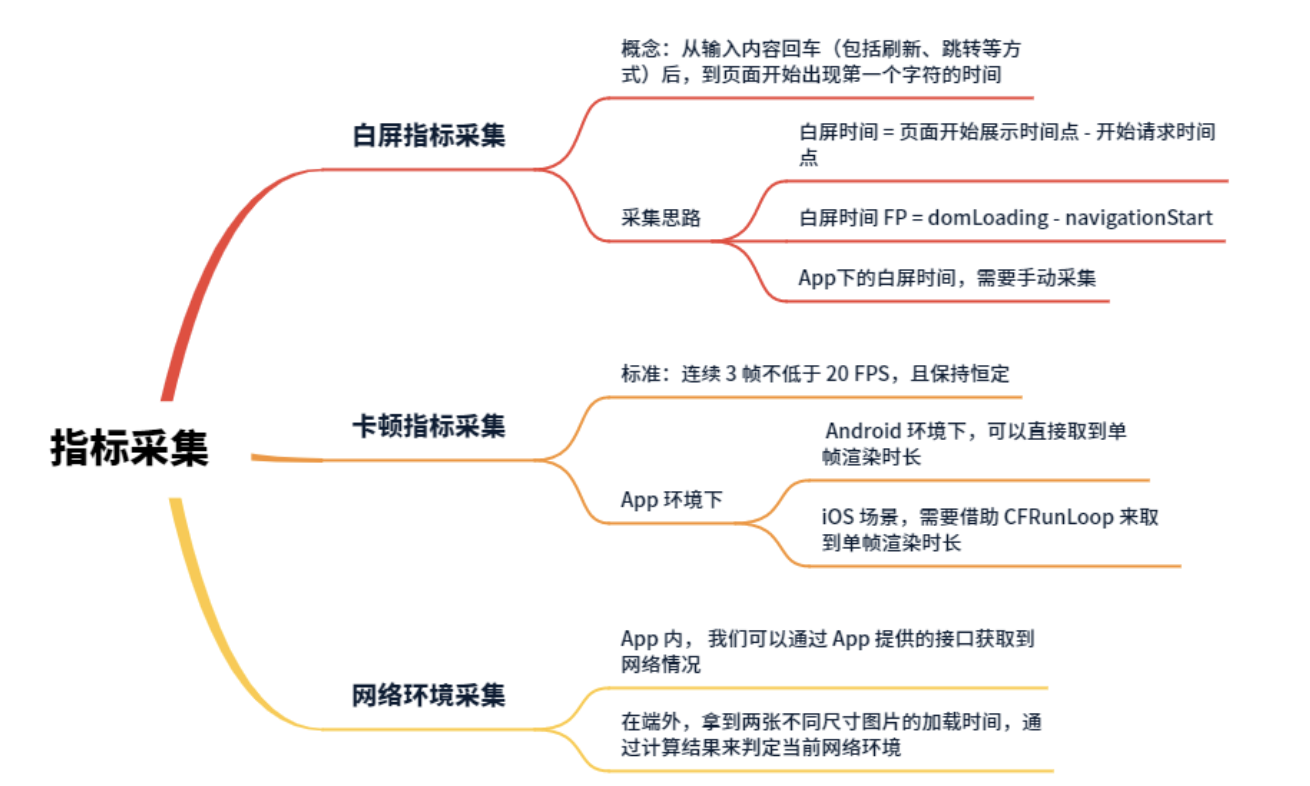 指标采集
白屏指标采集
概念：从输入内容回车（包括刷新、跳转等方
式）后，到页面开始出现第一个字符的时间
采集思路
白屏时间 = 页面开始展示时间点 - 开始请求时间
点
白屏时间 FP = domLoading - navigationStart
App下的白屏时间，需要手动采集
卡顿指标采集
标准：连续 3 帧不低于 20 FPS，且保持恒定
App 环境下
Android 环境下，可以直接取到单
帧渲染时长
iOS 场景，需要借助 CFRunLoop 来取
到单帧渲染时长
网络环境采集
App 内， 我们可以通过 App 提供的接口获取到
网络情况
在端外，拿到两张不同尺寸图片的加载时间，通
过计算结果来判定当前网络环境